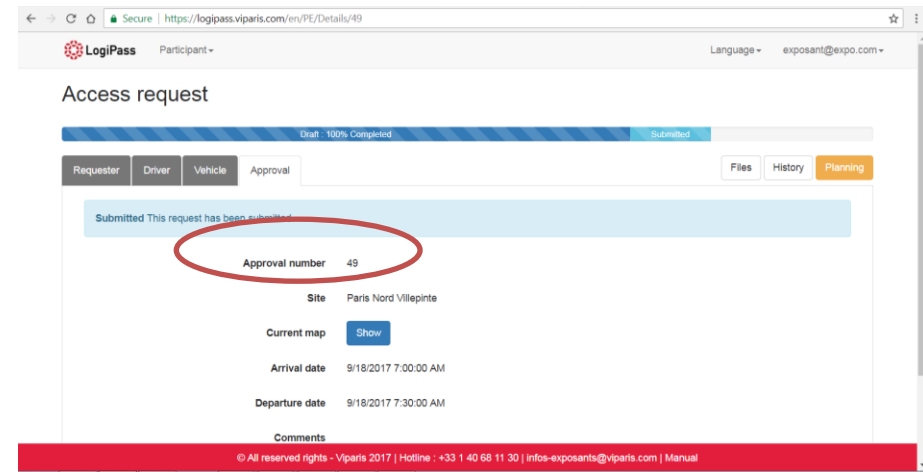 Secure | https://logipass.viparis.com/en/PE/Details/49
LogiPass Participant Language exposant@expo.com
Access request
Draft : 100% Completed Submitted
Requester Driver Vehicle Approval Files History Planning
Submitted This request has been submitted
Approval number 49
Site Paris Nord Villepinte
Current map Show
Arrival date 9/18/2017 7:00:00 AM
Departure date 9/18/2017 7:30:00 AM
Comments
© All reserved rights - Viparis 2017 | Hotline : +33 1 40 68 11 30 | infos-exposants@viparis.com | Manual